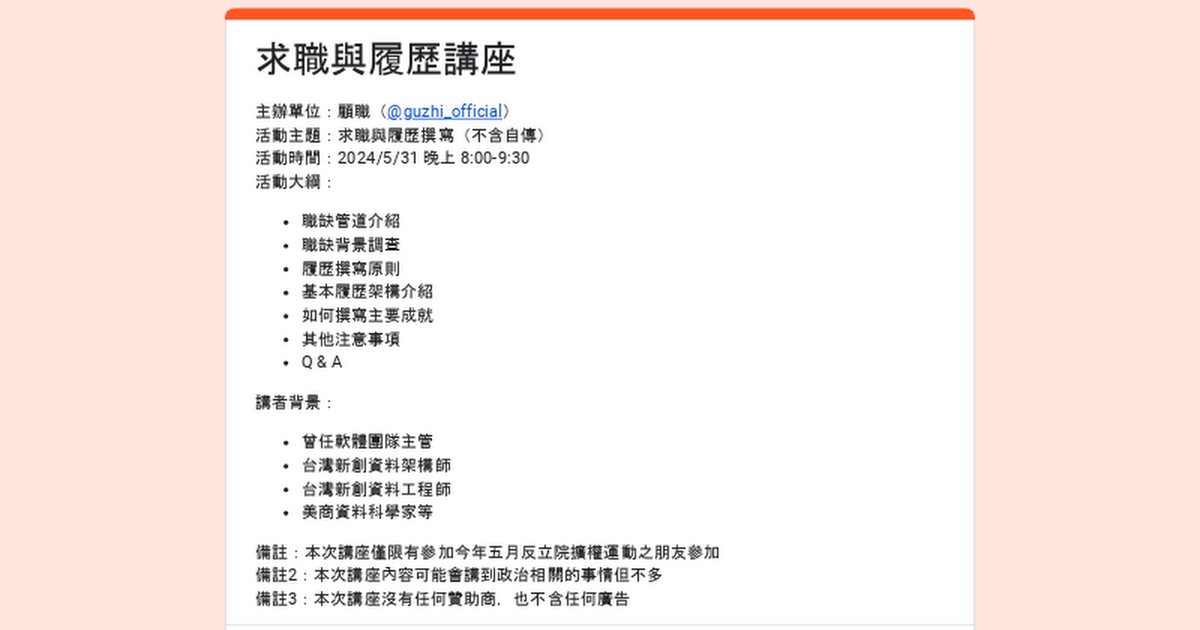 求職與履歷講座
主辦單位：顧職（@guzhi_official）
活動主題：求職與履歷撰寫（不含自傳）
活動時間：2024/5/31 晚上 8:00-9:30
活動大綱：
• 職缺管道介紹
• 職缺背景調查
• 履歷撰寫原則
• 基本履歷架構介紹
• 如何撰寫主要成就
• 其他注意事項
• Q & A
講者背景：
• 曾任軟體團隊主管
• 台灣新創資料架構師
• 台灣新創資料工程師
• 美商資料科學家等
備註：本次講座僅限有參加今年五月反立院擴權運動之朋友參加
備註2：本次講座內容可能會講到政治相關的事情但不多
備註3：本次講座沒有任何贊助商，也不含任何廣告